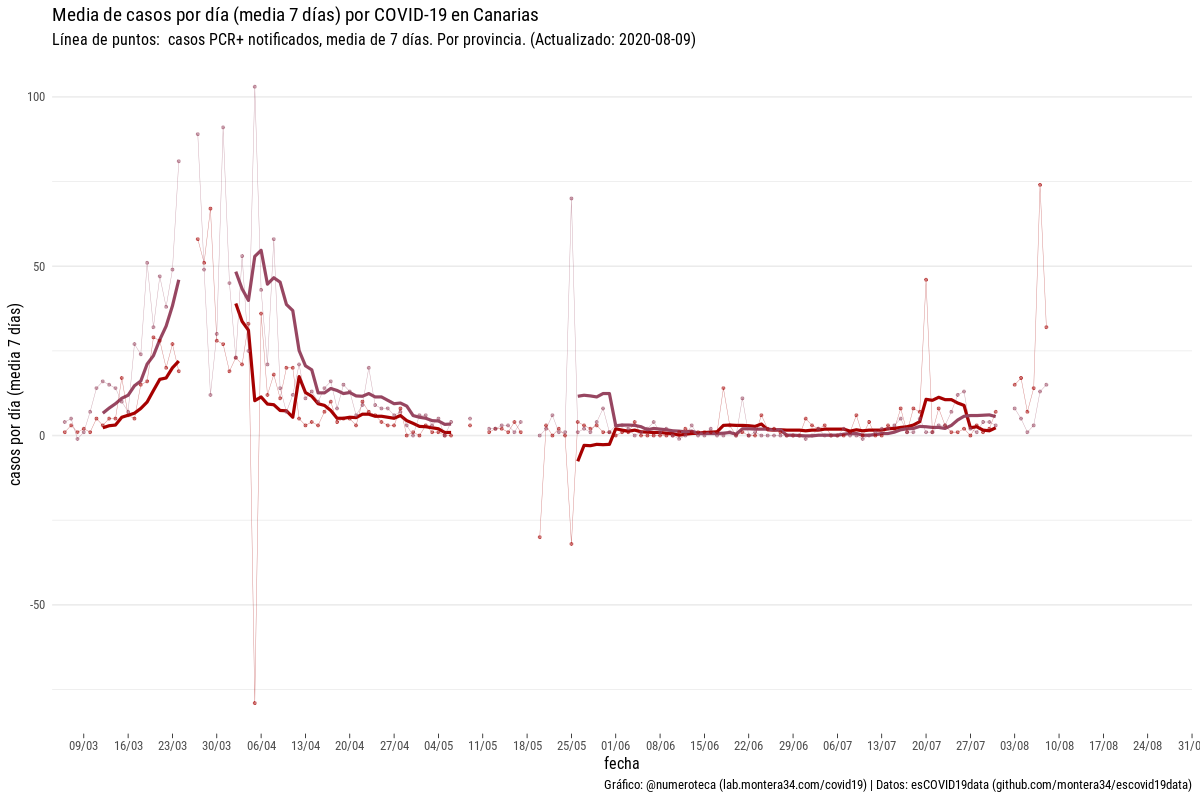 Media de casos por día (media 7 días) por COVID-19 en Canarias
Línea de puntos:  casos PCR+ notificados, media de 7 días. Por provincia. (Actualizado: 2020-08-09)
casos por día (media 7 días)
100
50
0
-50
09/03 16/03 23/03 30/03 06/04 13/04 20/04 27/04 04/05 11/05 18/05 25/05 01/06 08/06 15/06 22/06 29/06 06/07 13/07 20/07 27/07 03/08 10/08 17/08 24/08 31/0
fecha
Gráfico: @numeroteca (lab.montera34.com/covid19) | Datos: esCOVID19data (github.com/montera34/escovid19data)